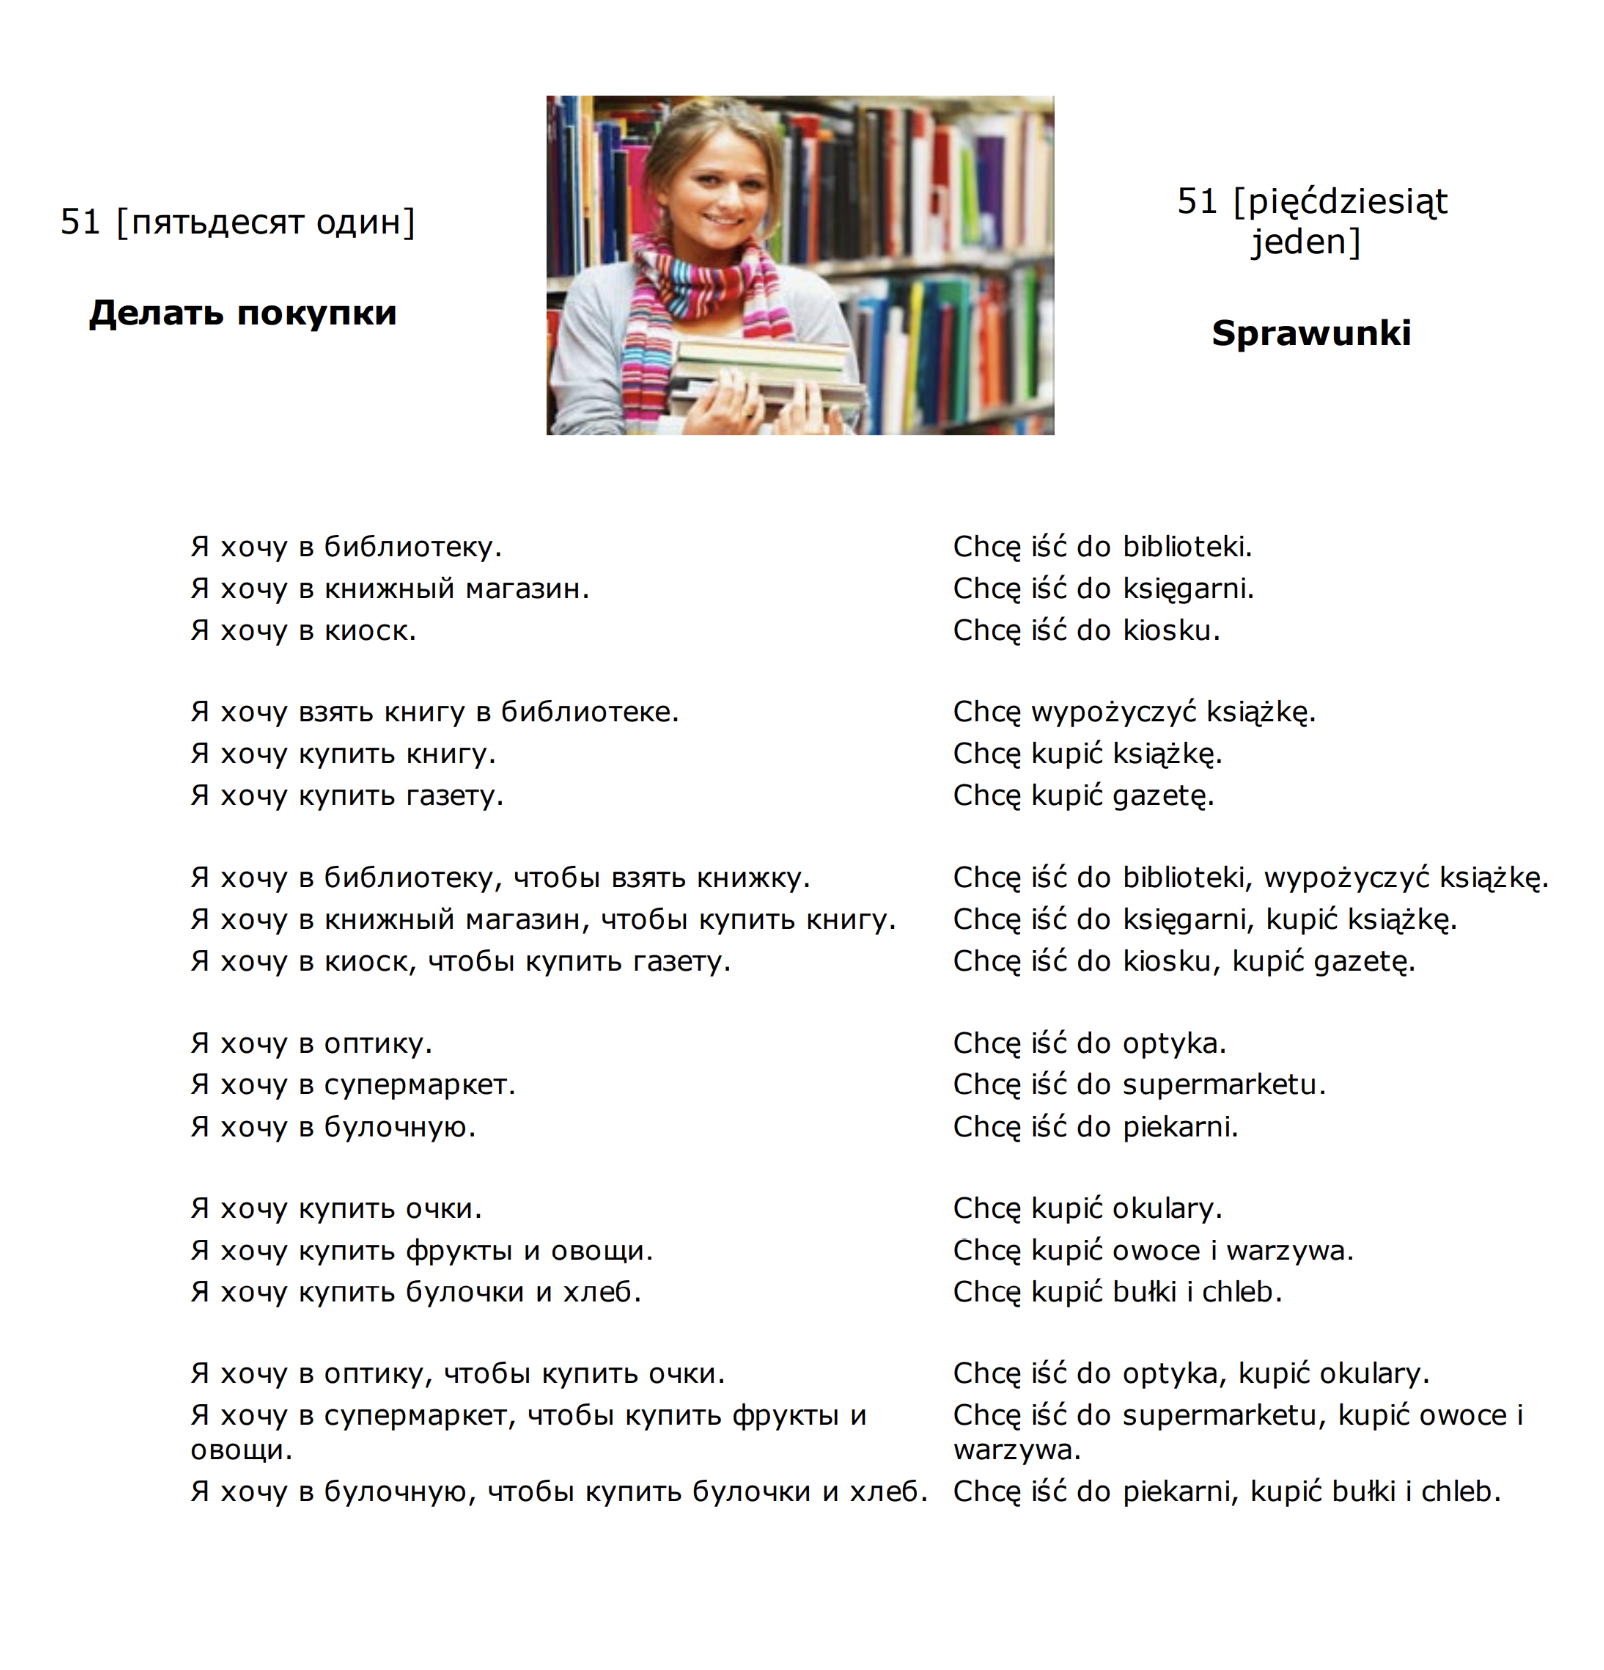 51 [пятьдесят один]
Делать покупки
51 [pięćdziesiąt
jeden]
Sprawunki
Я хочу в библиотеку.
Chcę iść do biblioteki.
Я хочу в книжный магазин.
Chcę iść do księgarni.
Я хочу в киоск.
Chcę iść do kiosku.
Я хочу взять книгу в библиотеке.
Chcę wypożyczyć książkę.
Я хочу купить книгу.
Chcę kupić książkę.
Я хочу купить газету.
Chcę kupić gazetę.
Я хочу в библиотеку, чтобы взять книжку.
Chcę iść do biblioteki, wypożyczyć książkę.
Я хочу в книжный магазин, чтобы купить книгу.
Chcę iść do księgarni, kupić książkę.
Я хочу в киоск, чтобы купить газету.
Chcę iść do kiosku, kupić gazetę.
Я хочу в оптику.
Chcę iść do optyka.
Я хочу в супермаркет.
Chcę iść do supermarketu.
Я хочу в булочную.
Chcę iść do piekarni.
Я хочу купить очки.
Chcę kupić okulary.
Я хочу купить фрукты и овощи.
Chcę kupić owoce i warzywa.
Я хочу купить булочки и хлеб.
Chcę kupić bułki i chleb.
Я хочу в оптику, чтобы купить очки.
Chcę iść do optyka, kupić okulary.
Я хочу в супермаркет, чтобы купить фрукты и
овощи.
Chcę iść do supermarketu, kupić owoce i
warzywa.
Я хочу в булочную, чтобы купить булочки и хлеб.
Chcę iść do piekarni, kupić bułki i chleb.